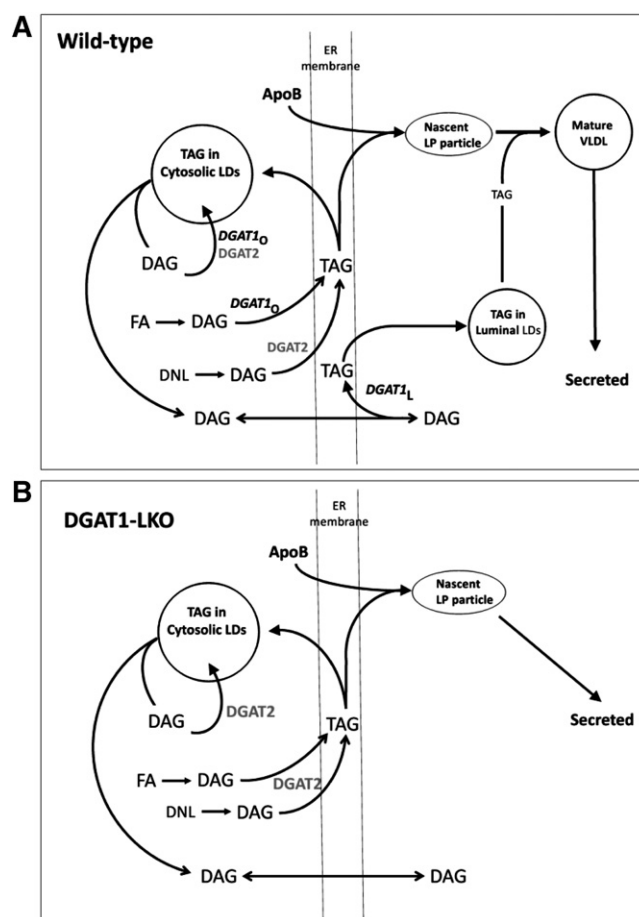 A
Wild-type
ER
membrane
ApoB
Nascent
LP particle
Mature
VLDL
TAG in
Cytosolic LDs
TAG
DGAT1O
DGAT2
DAG
TAG
FA
DAG
DGAT1O
TAG in
Luminal LDs
DGAT2
DNL
DAG
TAG
DGAT1L
Secreted
DAG
DAG
B
DGAT1-LKO
ER
membrane
ApoB
Nascent
LP particle
TAG in
Cytosolic LDs
DGAT2
DAG
TAG
Secreted
FA
DAG
DGAT2
DNL
DAG
DAG
DAG